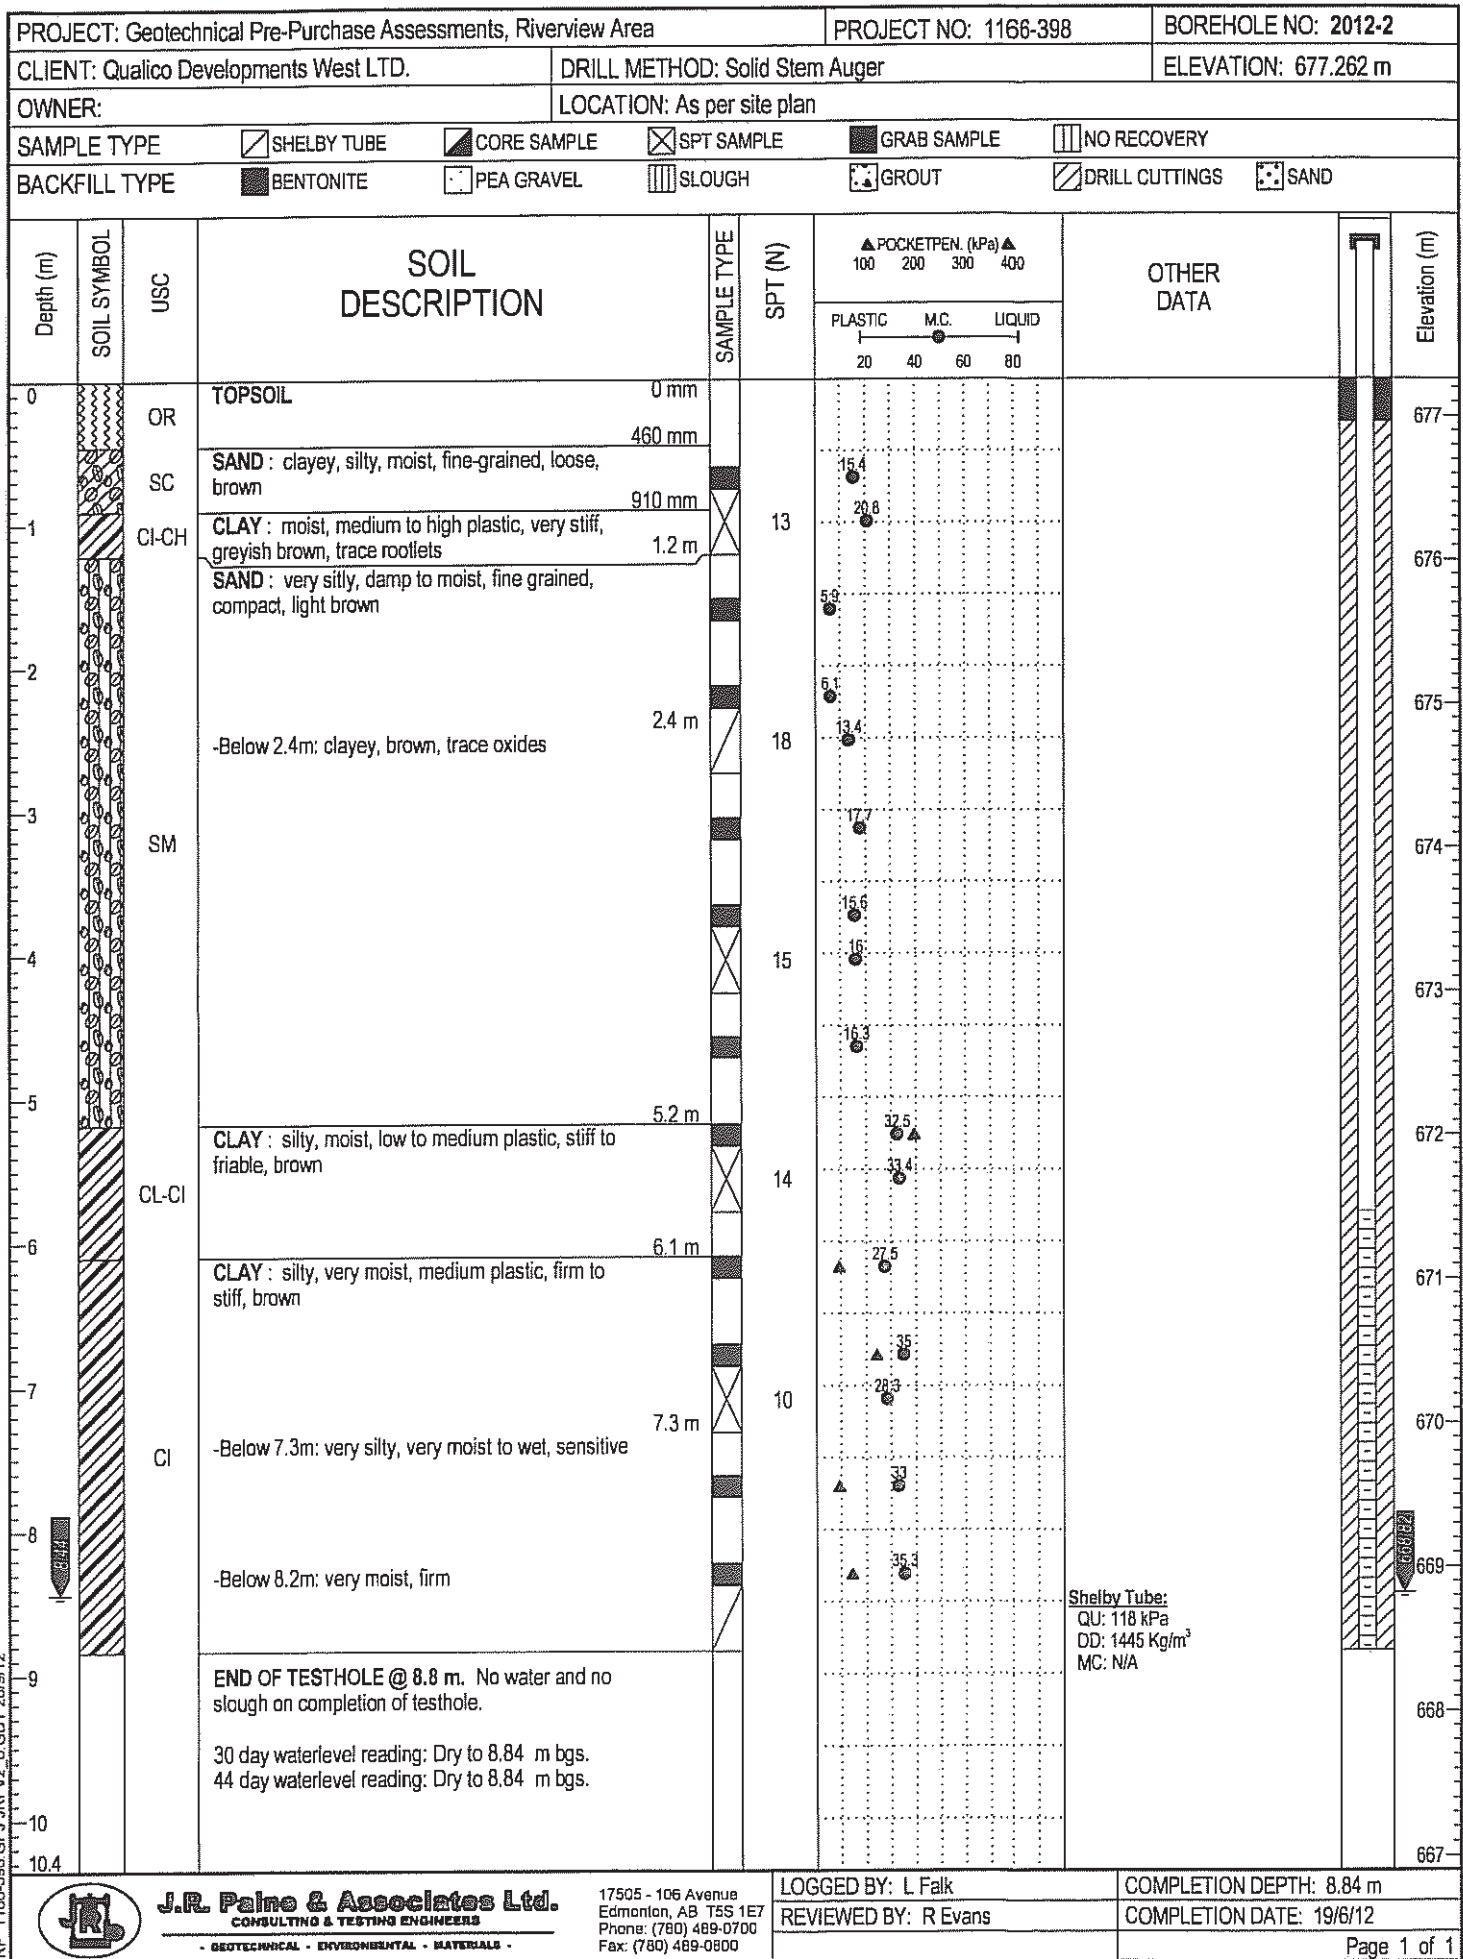 PROJECT: Geotechnical Pre-Purchase Assessments, Riverview Area
PROJECT NO: 1166-398
BOREHOLE NO: 2012-2
CLIENT: Qualico Developments West LTD.
DRILL METHOD: Solid Stem Auger
ELEVATION: 677.262 m
OWNER:
LOCATION: As per site plan
SAMPLE TYPE
SHELBY TUBE
CORE SAMPLE
SPT SAMPLE
GRAB SAMPLE
NO RECOVERY
BACKFILL TYPE
BENTONITE
PEA GRAVEL
SLOUGH
GROUT
DRILL CUTTINGS
SAND
Depth (m)
SOIL SYMBOL
USC
SOIL
DESCRIPTION
SAMPLE TYPE
SPT (N)
▲ POCKETPEN. (kPa) ▲
100 200 300 400
PLASTIC M.C. LIQUID
20 40 60 80
OTHER
DATA
Elevation (m)
0
OR
TOPSOIL
0 mm
460 mm
677
SC
SAND : clayey, silty, moist, fine-grained, loose,
brown
910 mm
15.4
1
CI-CH
CLAY : moist, medium to high plastic, very stiff,
greyish brown, trace rootlets
1.2 m
13
20.8
676
SAND : very sitly, damp to moist, fine grained,
compact, light brown
5.9
2
6.1
675
2.4 m
-Below 2.4m: clayey, brown, trace oxides
18
13.4
3
SM
17.7
674
15.6
4
15
16
673
16.3
5
5.2 m
CLAY : silty, moist, low to medium plastic, stiff to
friable, brown
32.5
672
CL-CI
14
33.4
6
6.1 m
CLAY : silty, very moist, medium plastic, firm to
stiff, brown
27.5
671
35
7
10
28.3
7.3 m
670
-Below 7.3m: very silty, very moist to wet, sensitive
CI
33
8
8.44
668.82
-Below 8.2m: very moist, firm
35.3
669
Shelby Tube:
QU: 118 kPa
DD: 1445 Kg/m³
MC: N/A
9
END OF TESTHOLE @ 8.8 m. No water and no
slough on completion of testhole.
668
30 day waterlevel reading: Dry to 8.84 m bgs.
44 day waterlevel reading: Dry to 8.84 m bgs.
10
10.4
667
JR
J.R. Paine & Associates Ltd.
CONSULTING & TESTING ENGINEERS
- GEOTECHNICAL - ENVIRONMENTAL - MATERIALS -
17505 - 106 Avenue
Edmonton, AB T5S 1E7
Phone: (780) 489-0700
Fax: (780) 489-0800
LOGGED BY: L Falk
COMPLETION DEPTH: 8.84 m
REVIEWED BY: R Evans
COMPLETION DATE: 19/6/12
Page 1 of 1